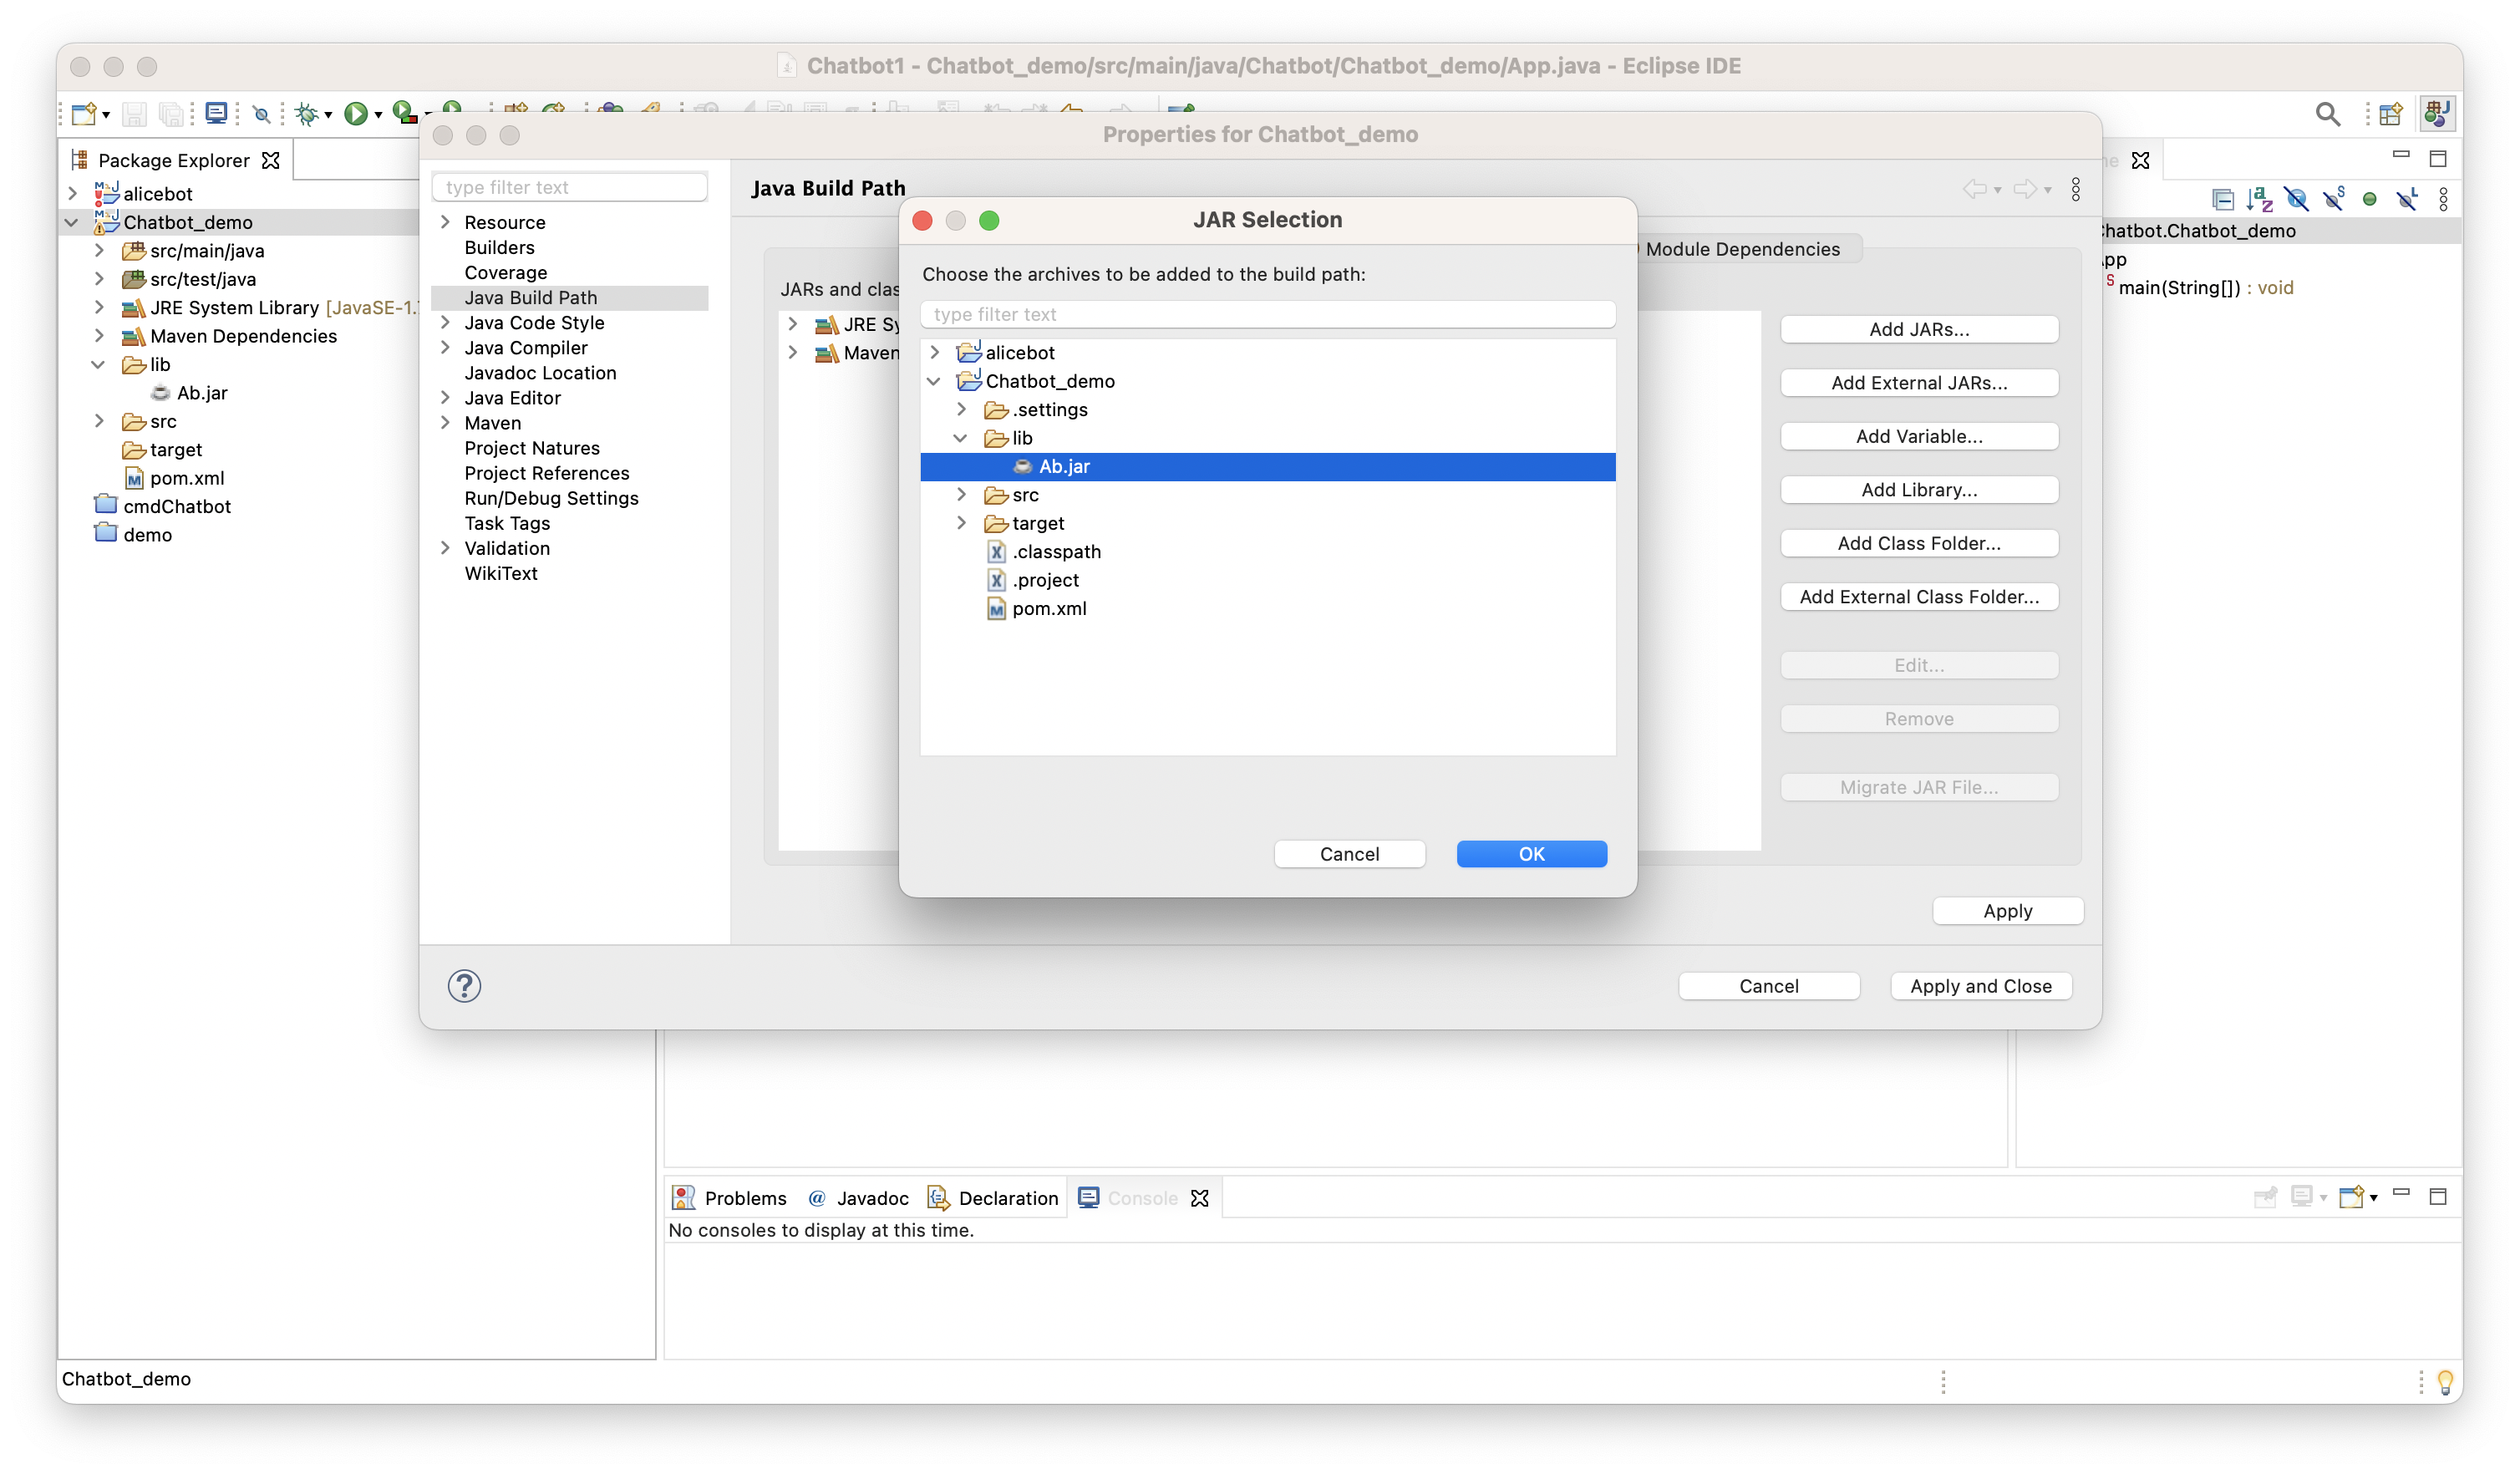 Chatbot1 - Chatbot_demo/src/main/java/Chatbot/Chatbot_demo/App.java - Eclipse IDE
Package Explorer
alicebot
Chatbot_demo
src/main/java
src/test/java
JRE System Library [JavaSE-1.
Maven Dependencies
lib
Ab.jar
src
target
pom.xml
cmdChatbot
demo
Properties for Chatbot_demo
type filter text
Resource
Builders
Coverage
Java Build Path
Java Code Style
Java Compiler
Javadoc Location
Java Editor
Maven
Project Natures
Project References
Run/Debug Settings
Task Tags
Validation
WikiText
Java Build Path
Module Dependencies
JARs and clas
JRE Sy
Maven
JAR Selection
Choose the archives to be added to the build path:
type filter text
alicebot
Chatbot_demo
.settings
lib
Ab.jar
src
target
.classpath
.project
pom.xml
Cancel
OK
Add JARs...
Add External JARs...
Add Variable...
Add Library...
Add Class Folder...
Add External Class Folder...
Edit...
Remove
Migrate JAR File...
Apply
Cancel
Apply and Close
hatbot.Chatbot_demo
pp
main(String[]) : void
Problems
Javadoc
Declaration
Console
No consoles to display at this time.
Chatbot_demo